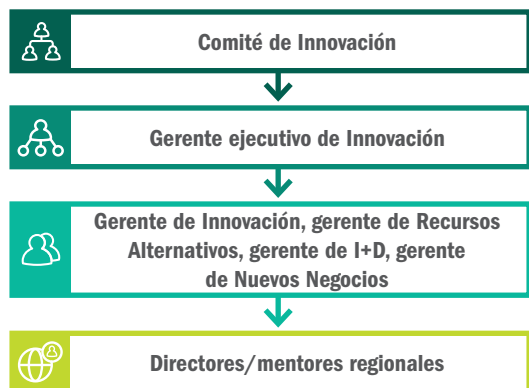 Comité de Innovación
Gerente ejecutivo de Innovación
Gerente de Innovación, gerente de Recursos
Alternativos, gerente de I+D, gerente
de Nuevos Negocios
Directores/mentores regionales